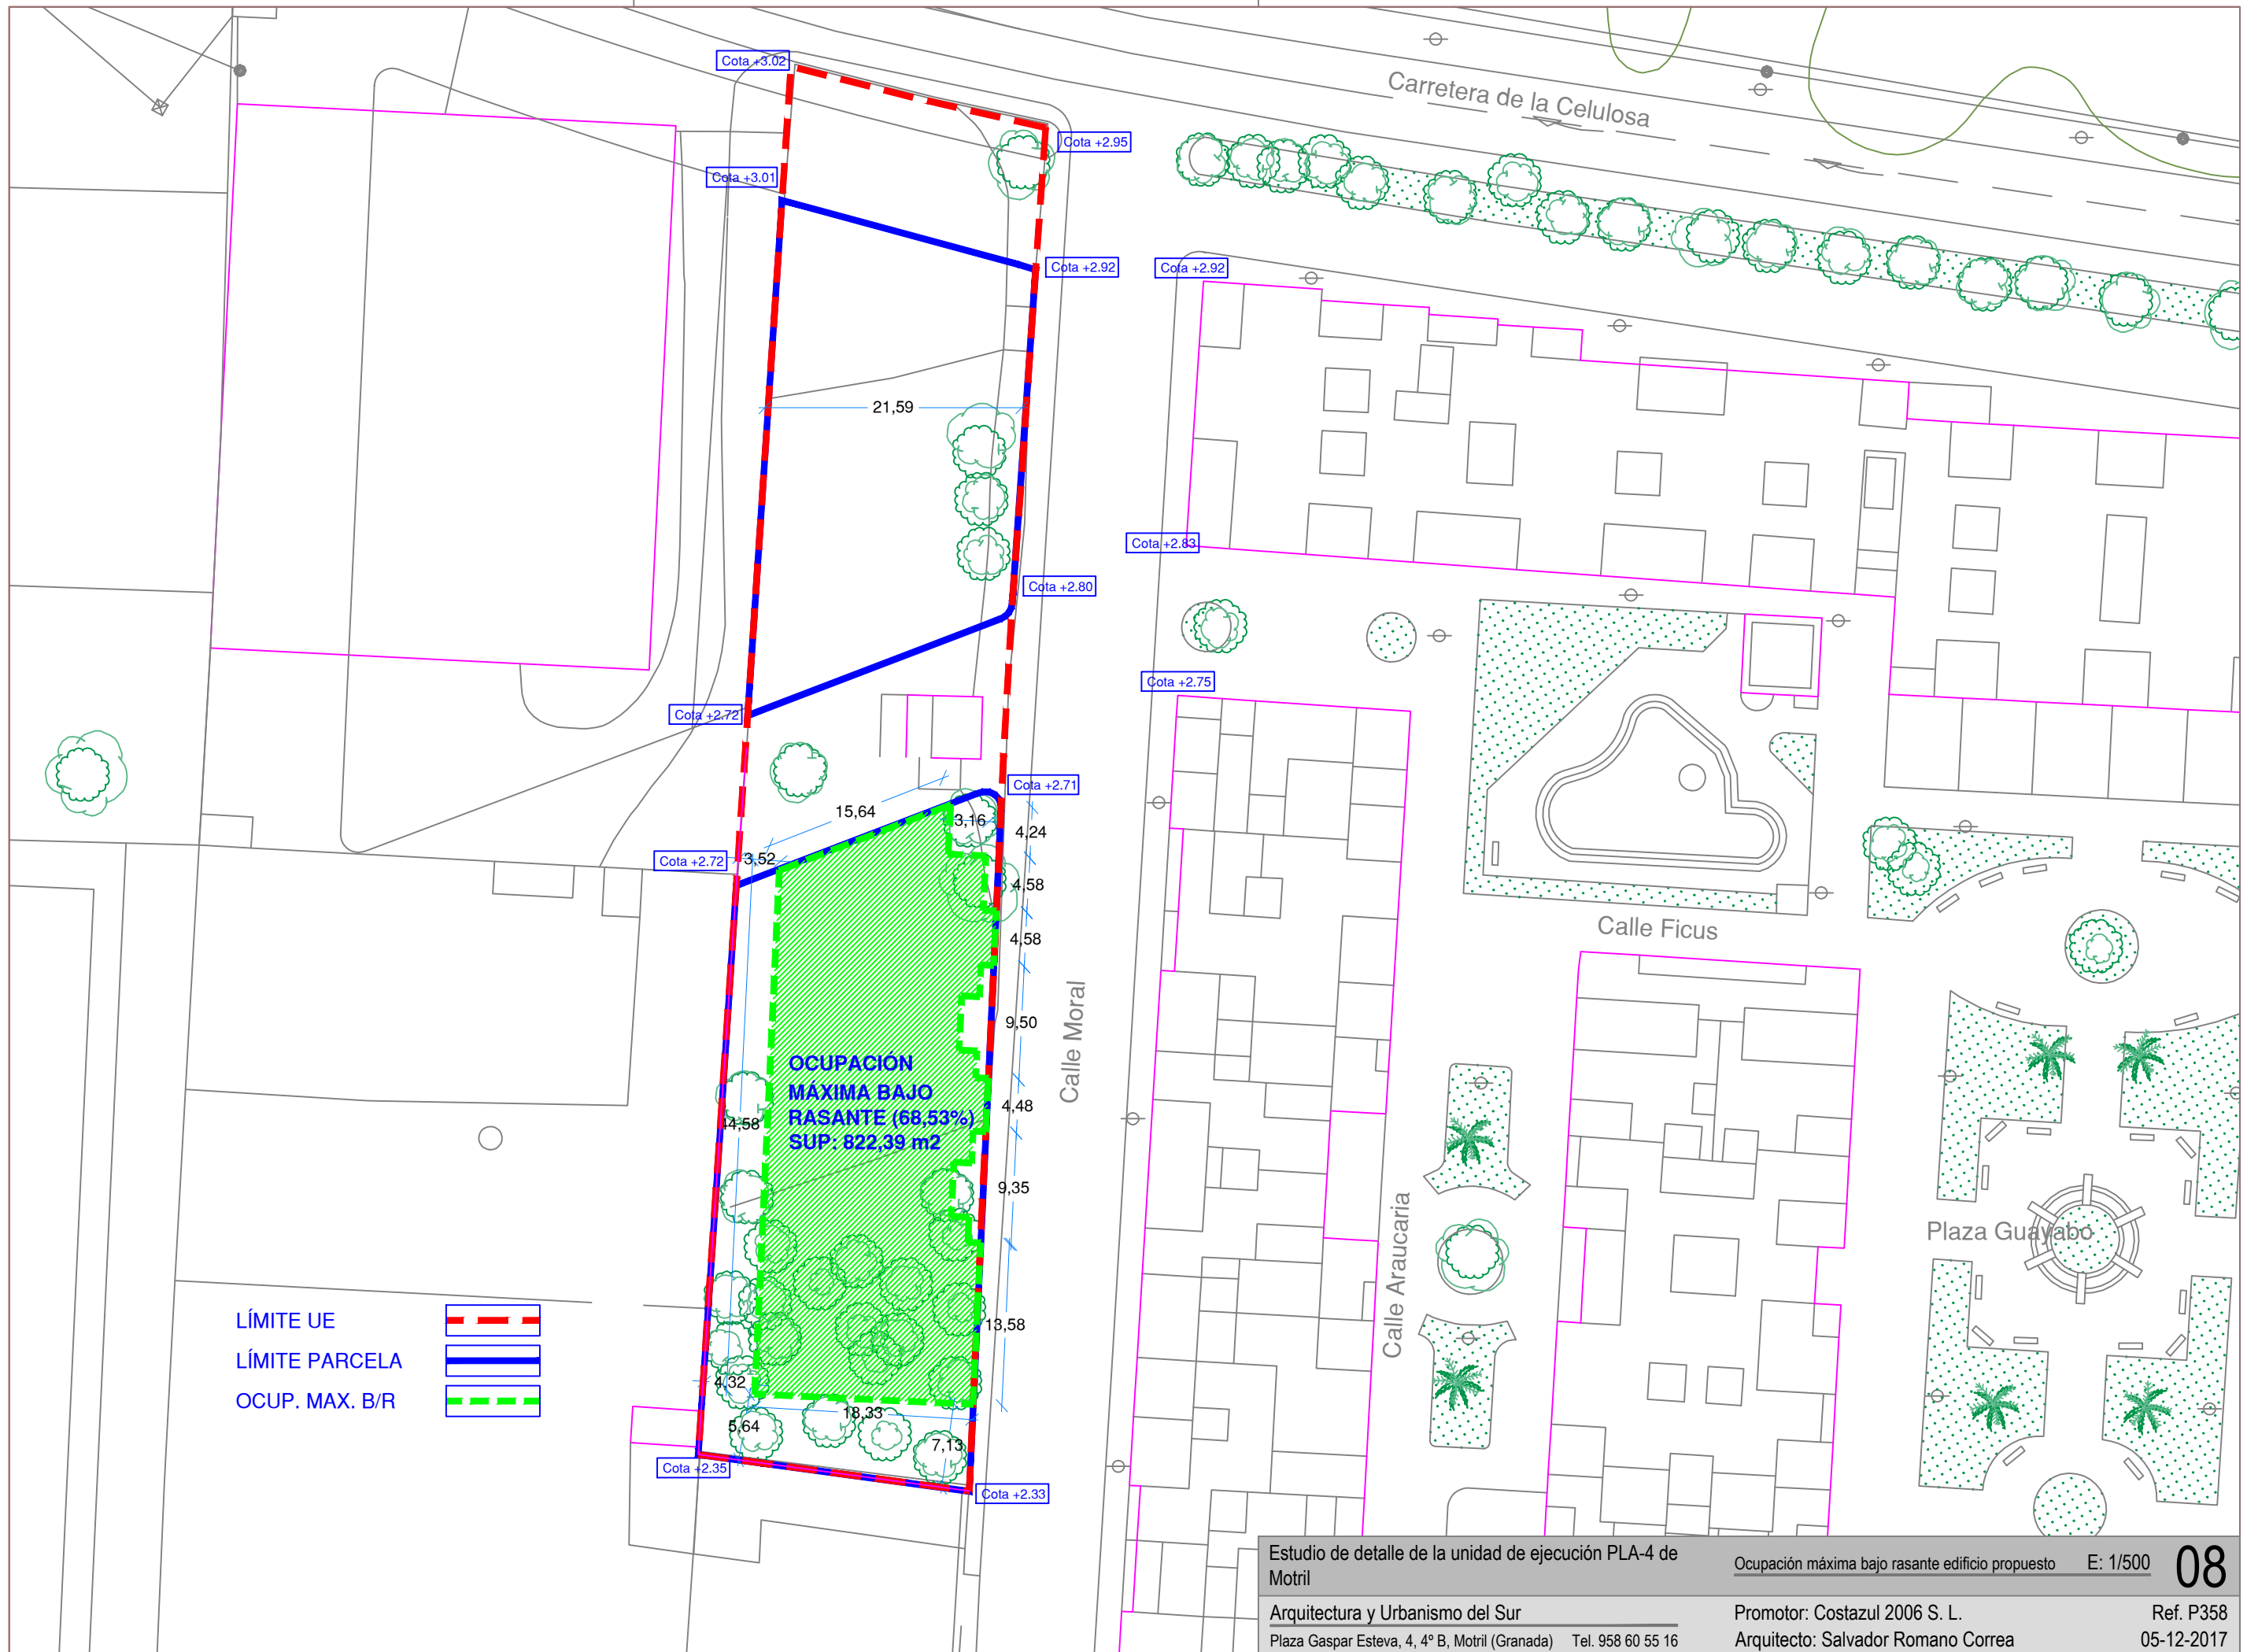 Cota +3.02
Carretera de la Celulosa
Cota +2.95
Cota +3.01
Cota +2.92
Cota +2.92
21,59
Cota +2.83
Cota +2.80
Cota +2.75
Cota +2.72
Cota +2.71
15,64
3,16
4,24
3,52
Cota +2.72
4,58
Calle Ficus
4,58
Calle Moral
9,50
OCUPACIÓN
MÁXIMA BAJO
RASANTE (68,53%)
SUP: 822,39 m2
44,58
4,48
9,35
Calle Araucaria
Plaza Guayabo
LÍMITE UE
13,58
LÍMITE PARCELA
4,32
OCUP. MAX. B/R
18,33
5,64
7,13
Cota +2.35
Cota +2.33
Estudio de detalle de la unidad de ejecución PLA-4 de
Motril
Ocupación máxima bajo rasante edificio propuesto
E: 1/500
08
Arquitectura y Urbanismo del Sur
Plaza Gaspar Esteva, 4, 4º B, Motril (Granada) Tel. 958 60 55 16
Promotor: Costazul 2006 S. L.
Ref. P358
Arquitecto: Salvador Romano Correa
05-12-2017